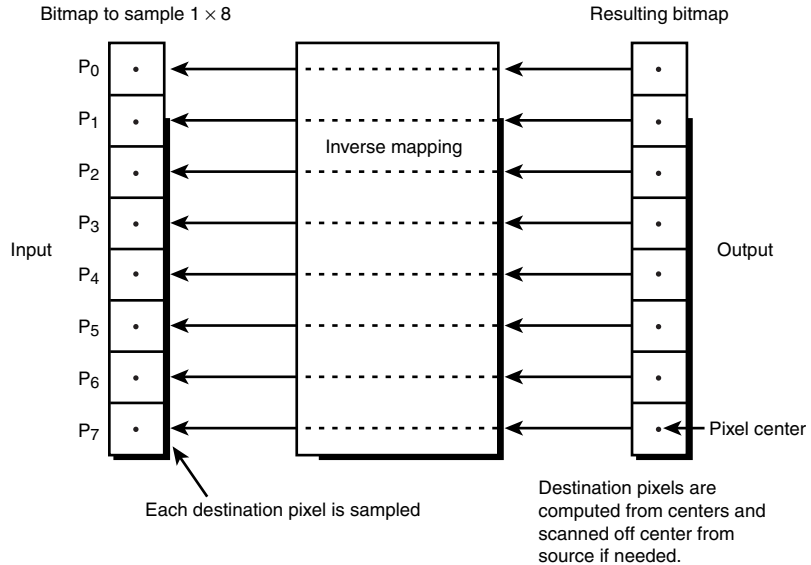 Bitmap to sample 1 × 8
Resulting bitmap
P0
P1
Inverse mapping
P2
P3
Input
Output
P4
P5
P6
P7
Pixel center
Each destination pixel is sampled
Destination pixels are
computed from centers and
scanned off center from
source if needed.